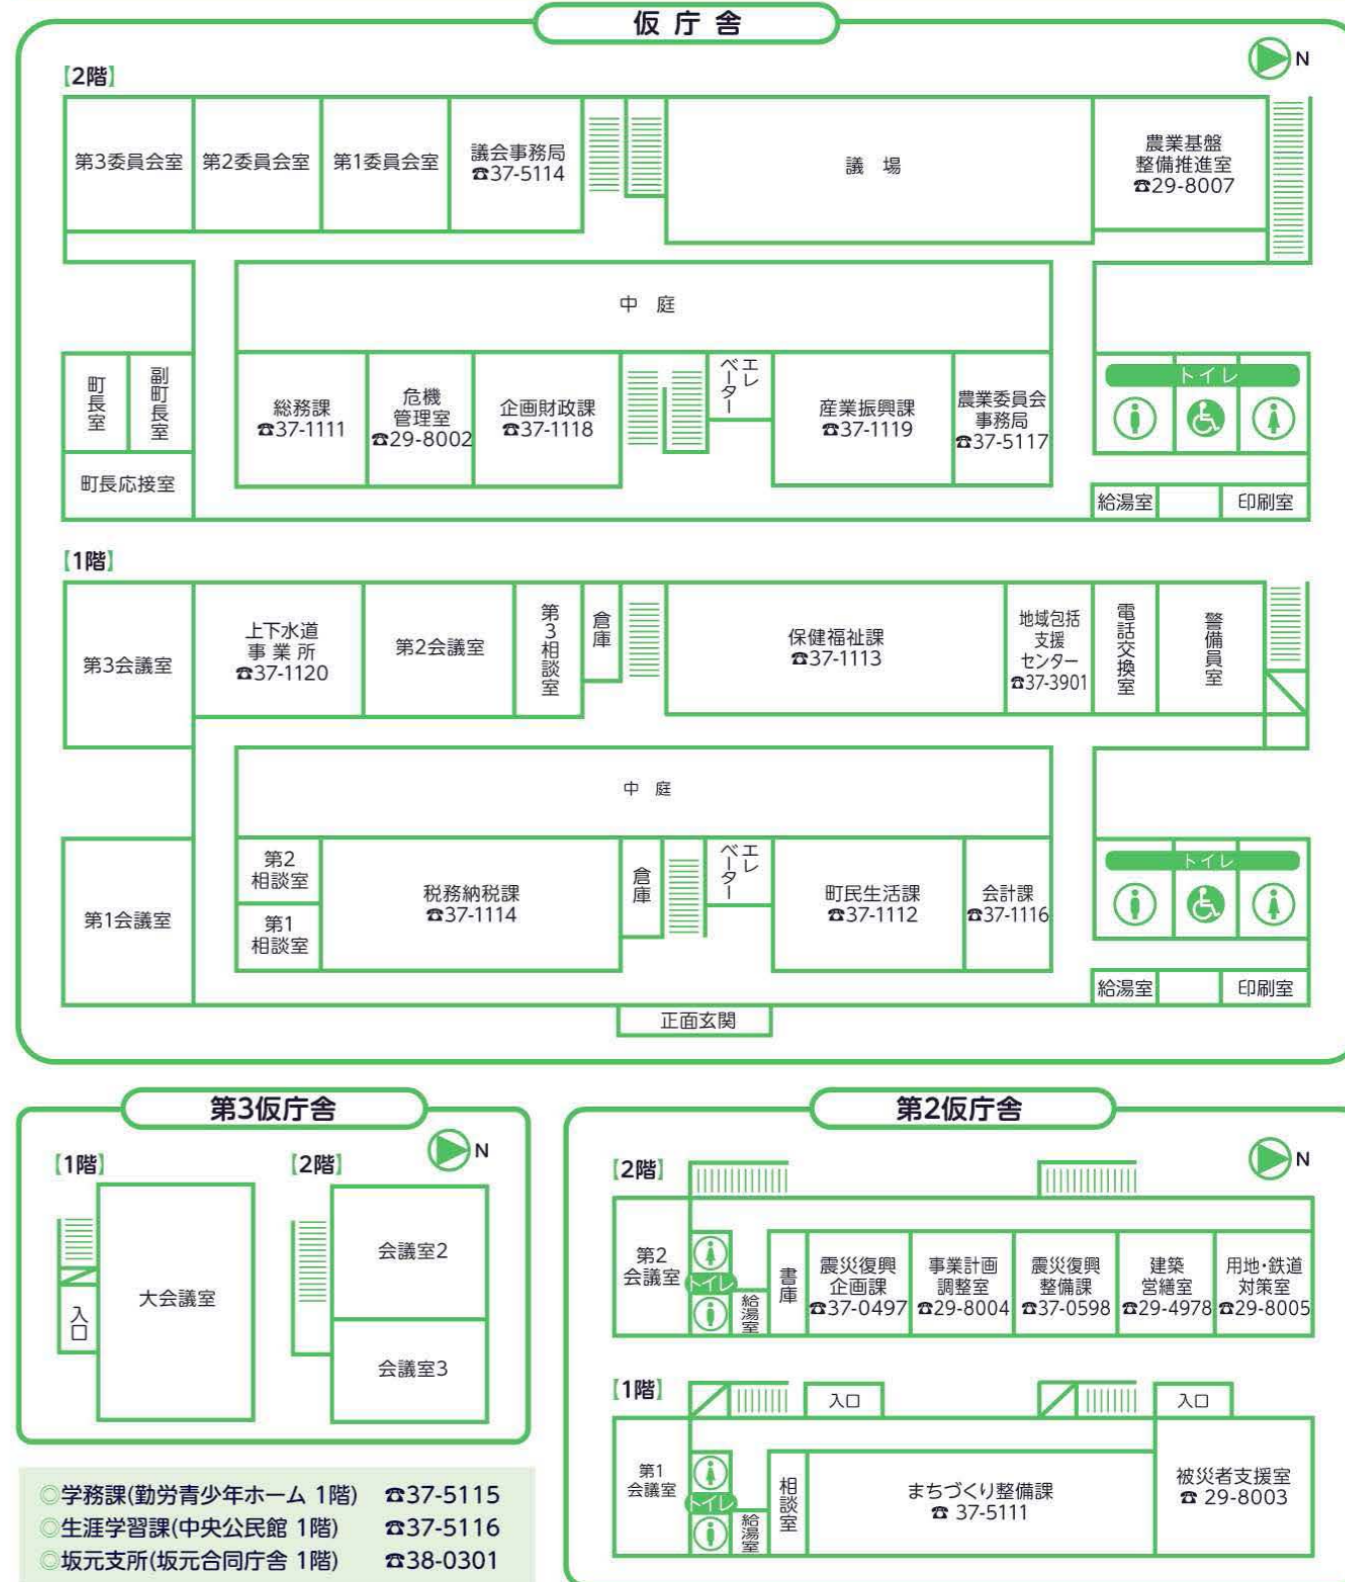 仮庁舎
N
【2階】
第3委員会室
第2委員会室
第1委員会室
議会事務局
☎37-5114
議 場
農業基盤
整備推進室
☎29-8007
中 庭
町長室
副町長室
町長応接室
総務課
☎37-1111
危機
管理室
☎29-8002
企画財政課
☎37-1118
エレ
ベーター
産業振興課
☎37-1119
農業委員会
事務局
☎37-5117
トイレ
給湯室
印刷室
【1階】
第3会議室
上下水道
事業所
☎37-1120
第2会議室
第3相談室
倉庫
保健福祉課
☎37-1113
地域包括
支援
センター
☎37-3901
電話交換室
警備員室
中 庭
第1会議室
第2
相談室
第1
相談室
税務納税課
☎37-1114
倉庫
エレ
ベーター
町民生活課
☎37-1112
会計課
☎37-1116
トイレ
給湯室
印刷室
正面玄関
第3仮庁舎
N
【1階】
入口
大会議室
【2階】
会議室2
会議室3
第2仮庁舎
N
【2階】
第2
会議室
トイレ
給湯室
書庫
震災復興
企画課
☎37-0497
事業計画
調整室
☎29-8004
震災復興
整備課
☎37-0598
建築
営繕室
☎29-4978
用地・鉄道
対策室
☎29-8005
【1階】
入口
入口
第1
会議室
トイレ
給湯室
相談室
まちづくり整備課
☎ 37-5111
被災者支援室
☎ 29-8003
◎学務課(勤労青少年ホーム 1階) ☎37-5115
◎生涯学習課(中央公民館 1階) ☎37-5116
◎坂元支所(坂元合同庁舎 1階) ☎38-0301